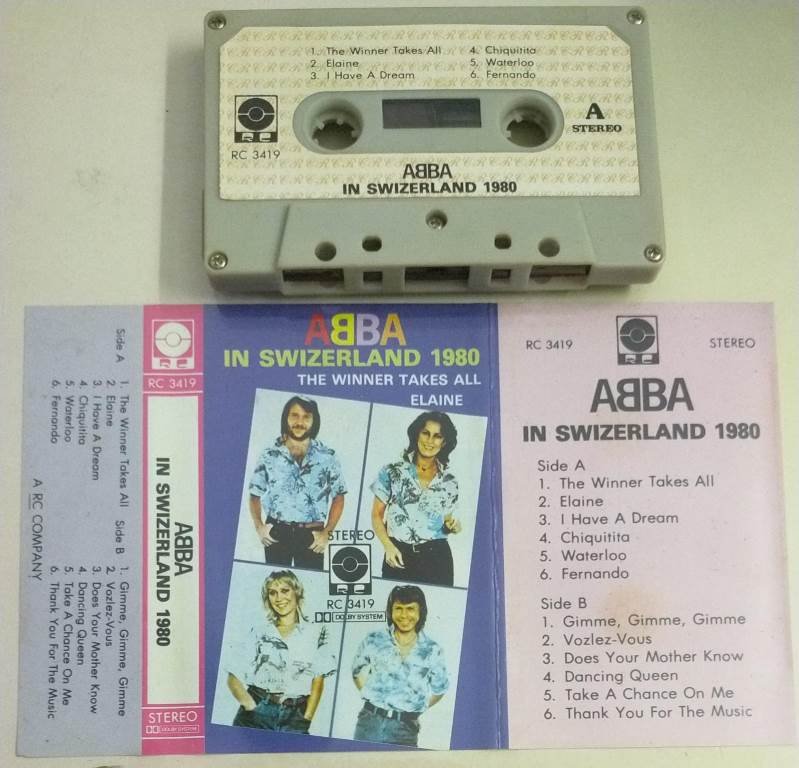 1. The Winner Takes All
2. Elaine
3. I Have A Dream
4. Chiquitita
5. Waterloo
6. Fernando
RC
RC 3419
A
STEREO
ABBA
IN SWIZERLAND 1980
Side A
1. The Winner Takes All
2. Elaine
3. I Have A Dream
4. Chiquitita
5. Waterloo
6. Fernando
Side B
1. Gimme, Gimme, Gimme
2. Vozlez-Vous
3. Does Your Mother Know
4. Dancing Queen
5. Take A Chance On Me
6. Thank You For The Music
A RC COMPANY
RC
RC 3419
ABBA
IN SWIZERLAND 1980
STEREO
DOLBY SYSTEM
ABBA
IN SWIZERLAND 1980
THE WINNER TAKES ALL
ELAINE
STEREO
RC
RC 3419
DOLBY SYSTEM
RC 3419
RC
STEREO
ABBA
IN SWIZERLAND 1980
Side A
1. The Winner Takes All
2. Elaine
3. I Have A Dream
4. Chiquitita
5. Waterloo
6. Fernando
Side B
1. Gimme, Gimme, Gimme
2. Vozlez-Vous
3. Does Your Mother Know
4. Dancing Queen
5. Take A Chance On Me
6. Thank You For The Music